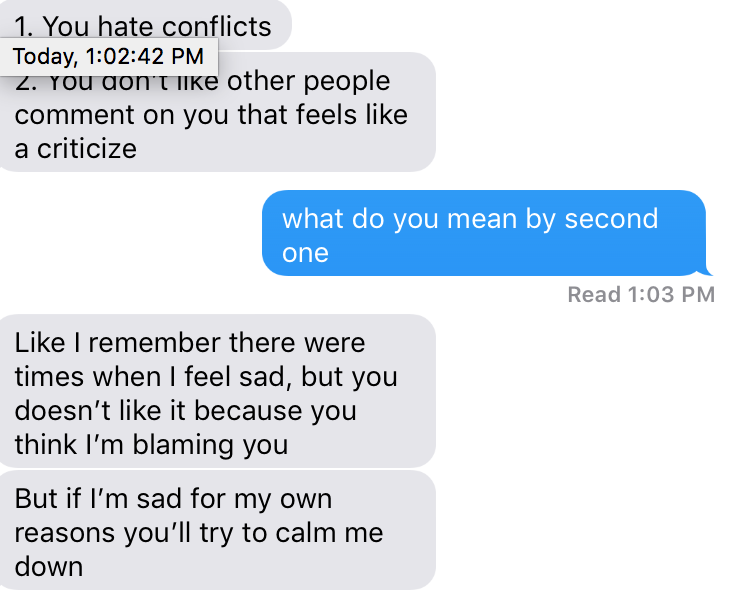 1. You hate conflicts
Today, 1:02:42 PM
2. You don't like other people
comment on you that feels like
a criticize
what do you mean by second
one
Read 1:03 PM
Like I remember there were
times when I feel sad, but you
doesn’t like it because you
think I’m blaming you
But if I’m sad for my own
reasons you’ll try to calm me
down